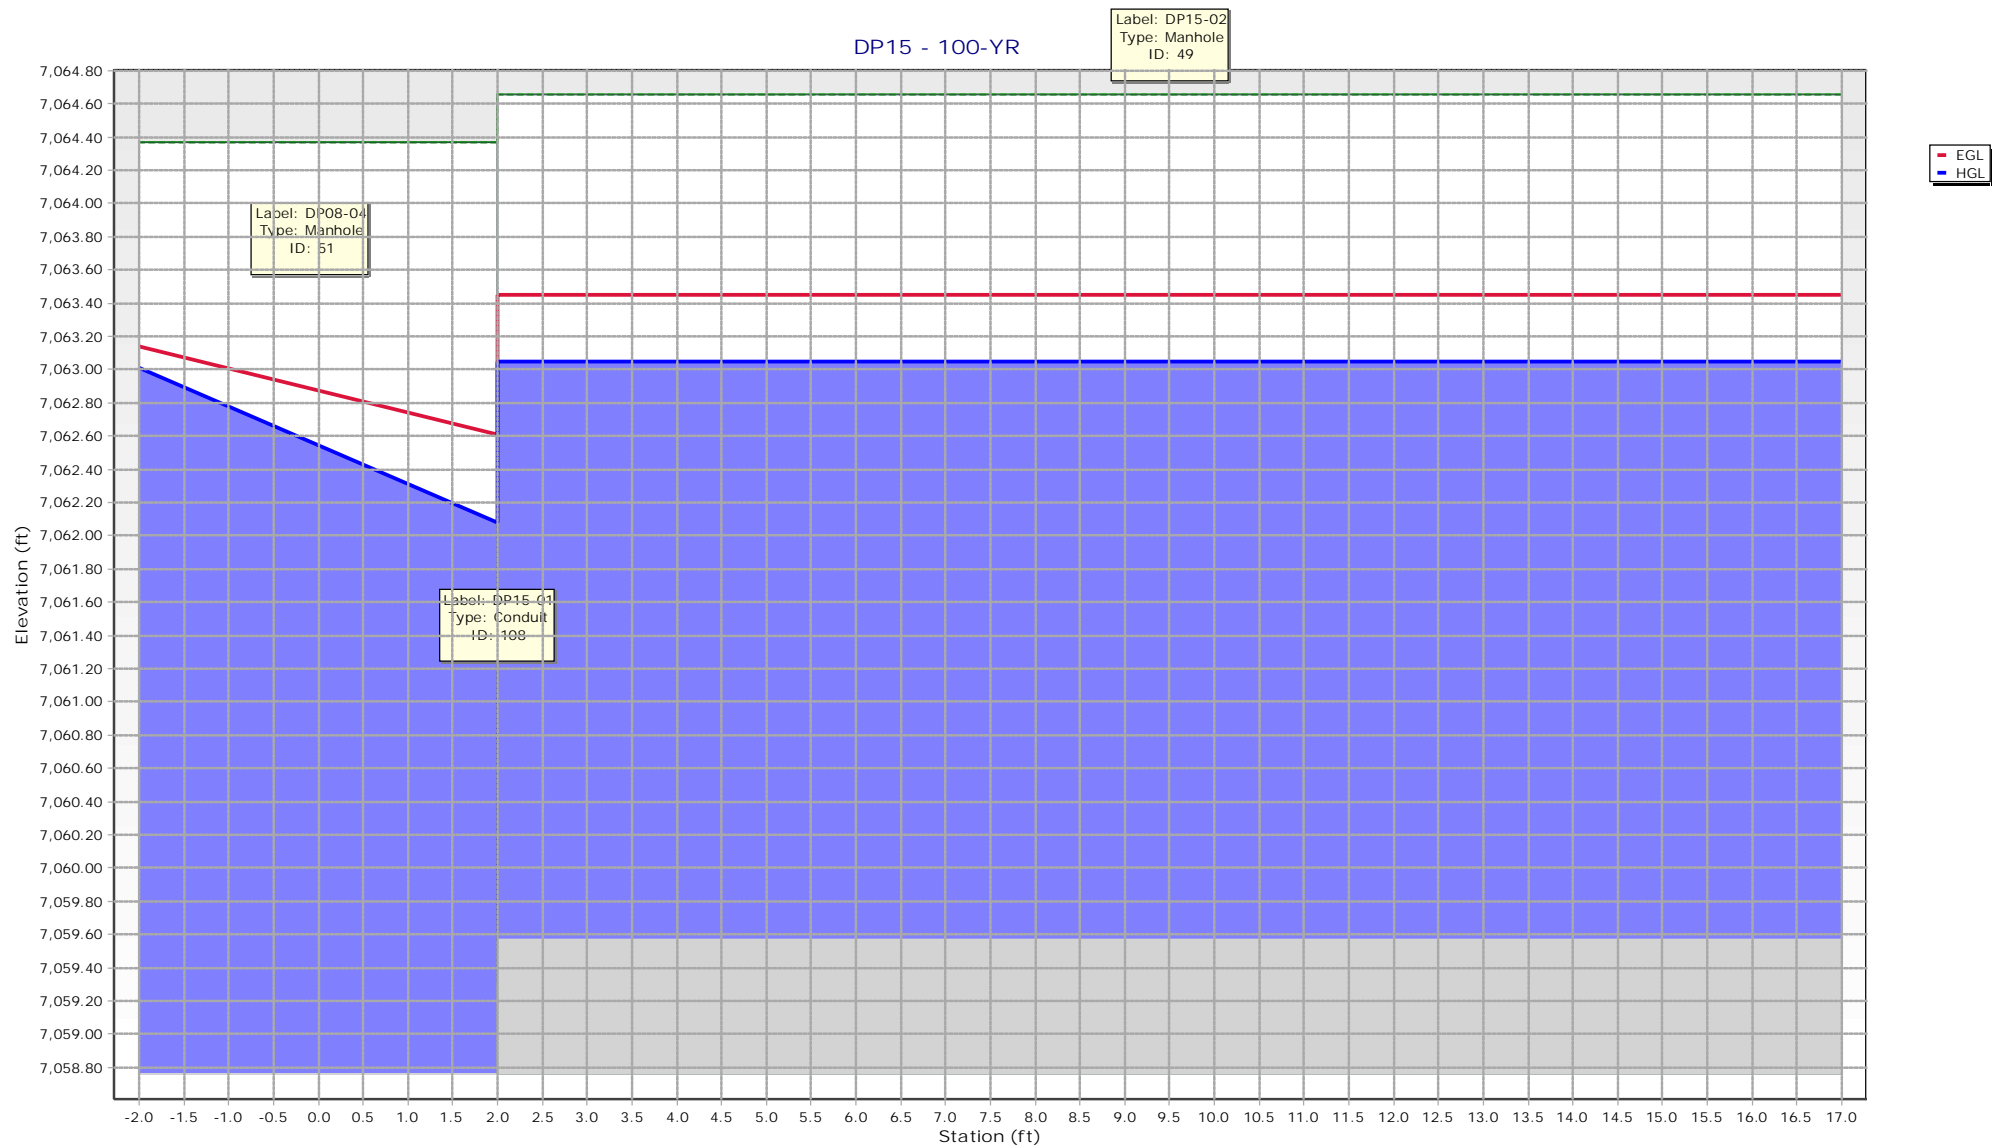 Label: DP15-02
Type: Manhole
ID: 49
DP15 - 100-YR
7,064.80
7,064.60
7,064.40
7,064.20
7,064.00
7,063.80
7,063.60
7,063.40
7,063.20
7,063.00
7,062.80
7,062.60
7,062.40
7,062.20
7,062.00
7,061.80
7,061.60
7,061.40
7,061.20
7,061.00
7,060.80
7,060.60
7,060.40
7,060.20
7,060.00
7,059.80
7,059.60
7,059.40
7,059.20
7,059.00
7,058.80
Elevation (ft)
EGL
HGL
Label: DP08-04
Type: Manhole
ID: 51
Label: DP15-01
Type: Conduit
ID: 108
-2.0 -1.5 -1.0 -0.5 0.0 0.5 1.0 1.5 2.0 2.5 3.0 3.5 4.0 4.5 5.0 5.5 6.0 6.5 7.0 7.5 8.0 8.5 9.0 9.5 10.0 10.5 11.0 11.5 12.0 12.5 13.0 13.5 14.0 14.5 15.0 15.5 16.0 16.5 17.0
Station (ft)